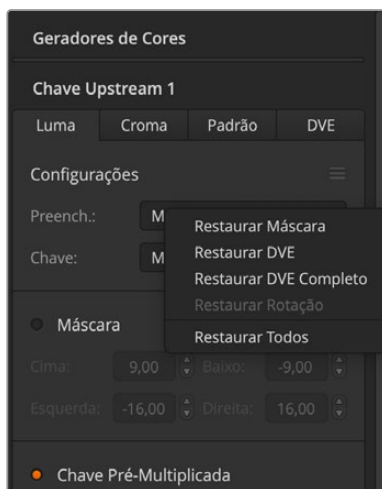 Geradores de Cores
Chave Upstream 1
Luma Croma Padrão DVE
Configurações
Preench.: M
Chave: M
Restaurar Máscara
Restaurar DVE
Restaurar DVE Completo
Restaurar Rotação
Restaurar Todos
Máscara
Cima: 9,00 Baixo: -9,00
Esquerda: -16,00 Direita: 16,00
Chave Pré-Multiplicada